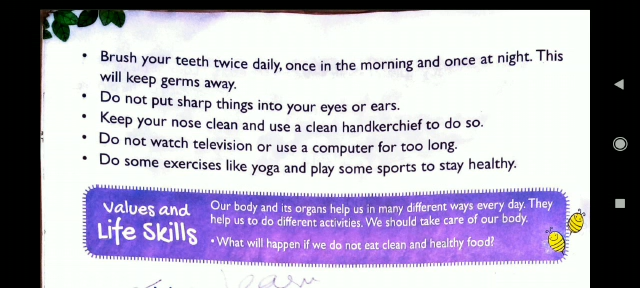 • Brush your teeth twice daily, once in the morning and once at night. This
will keep germs away.
• Do not put sharp things into your eyes or ears.
• Keep your nose clean and use a clean handkerchief to do so.
• Do not watch television or use a computer for too long.
• Do some exercises like yoga and play some sports to stay healthy.
Values and
Life Skills
Our body and its organs help us in many different ways every day. They
help us to do different activities. We should take care of our body.
• What will happen if we do not eat clean and healthy food?